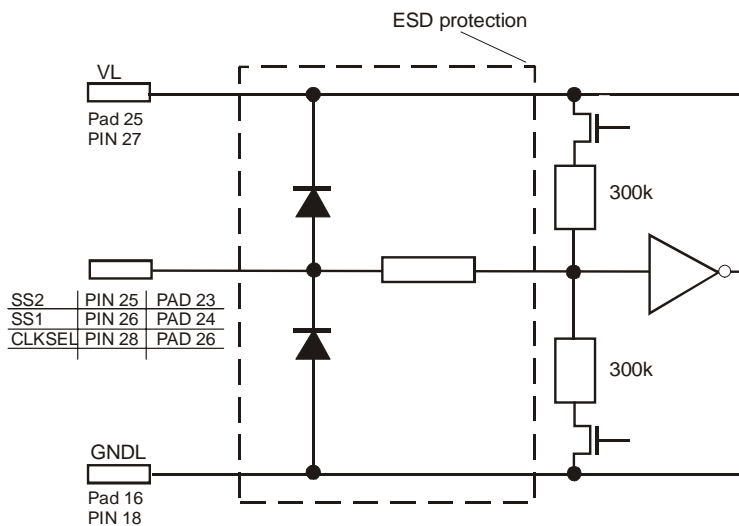 ESD protection
VL
Pad 25
PIN 27
300k
SS2 PIN 25 PAD 23
SS1 PIN 26 PAD 24
CLKSEL PIN 28 PAD 26
300k
GNDL
Pad 16
PIN 18